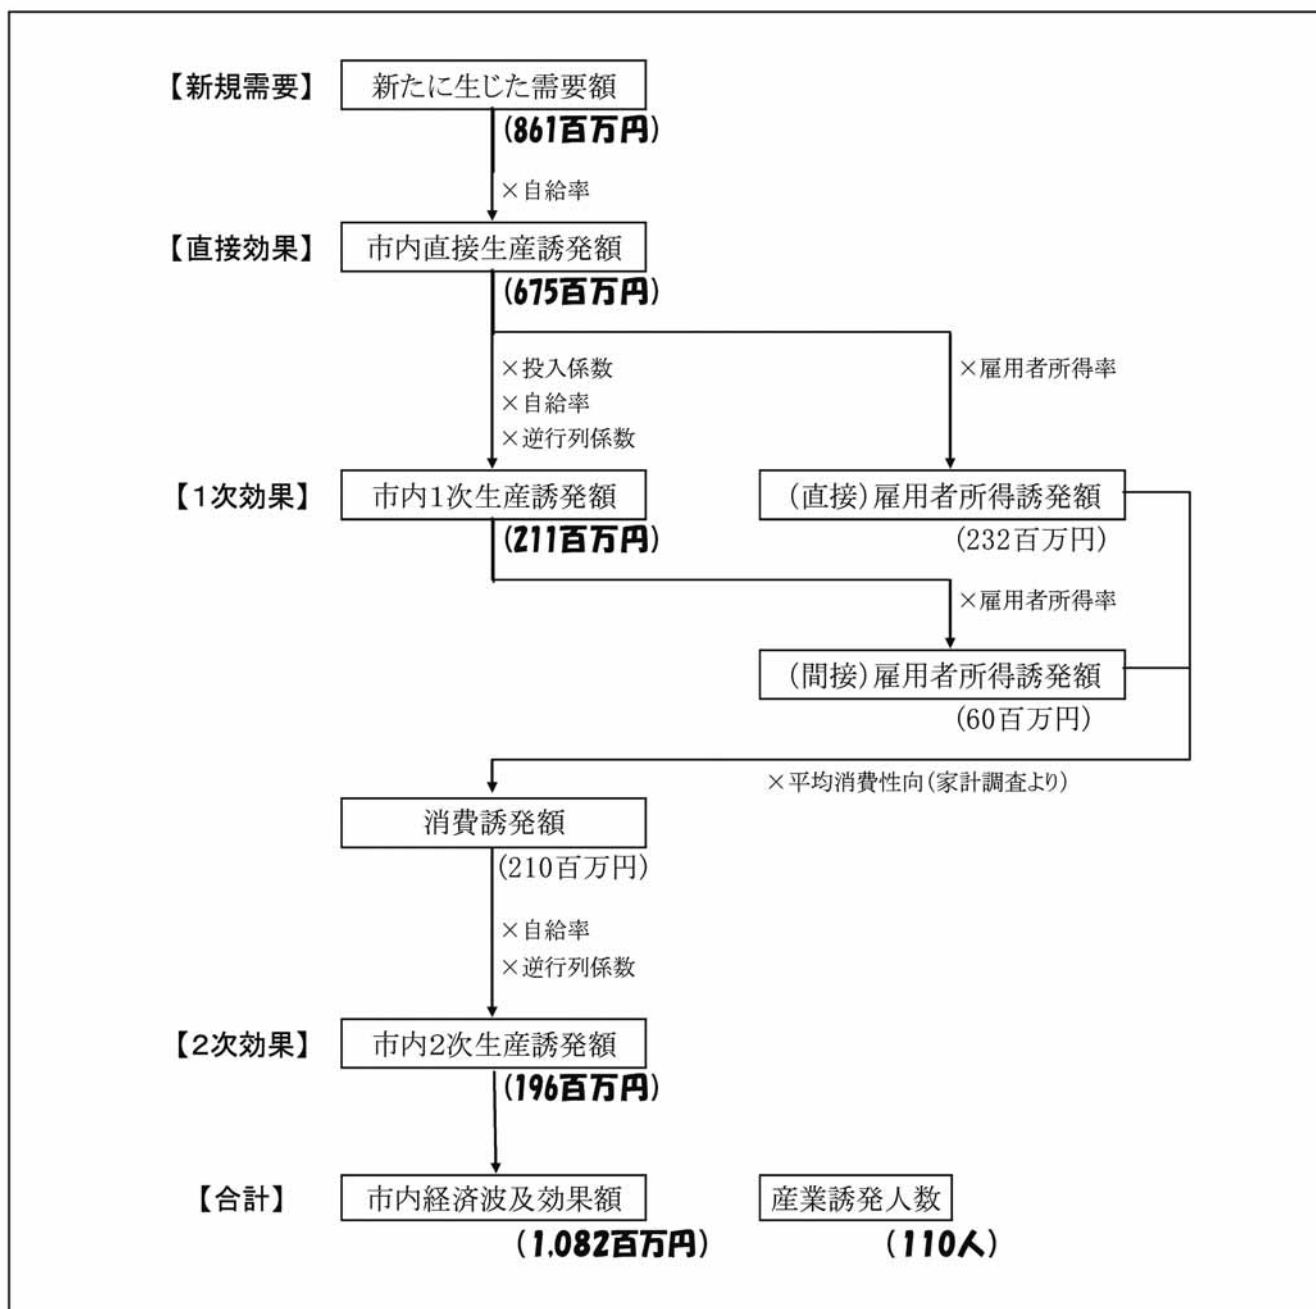 【新規需要】 新たに生じた需要額
(861百万円)
×自給率
【直接効果】 市内直接生産誘発額
(675百万円)
×投入係数 ×雇用者所得率
×自給率
×逆行列係数
【1次効果】 市内1次生産誘発額 (直接)雇用者所得誘発額
(211百万円) (232百万円)
×雇用者所得率
(間接)雇用者所得誘発額
(60百万円)
×平均消費性向(家計調査より)
消費誘発額
(210百万円)
×自給率
×逆行列係数
【2次効果】 市内2次生産誘発額
(196百万円)
【合計】 市内経済波及効果額 産業誘発人数
(1,082百万円) (110人)